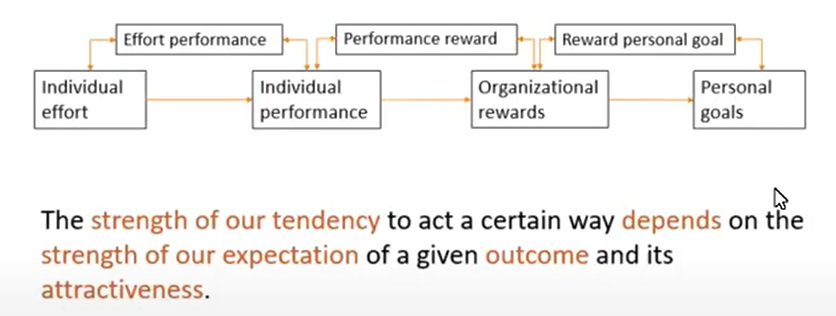 Effort performance
Performance reward
Reward personal goal
Individual
effort
Individual
performance
Organizational
rewards
Personal
goals
The strength of our tendency to act a certain way depends on the
strength of our expectation of a given outcome and its
attractiveness.